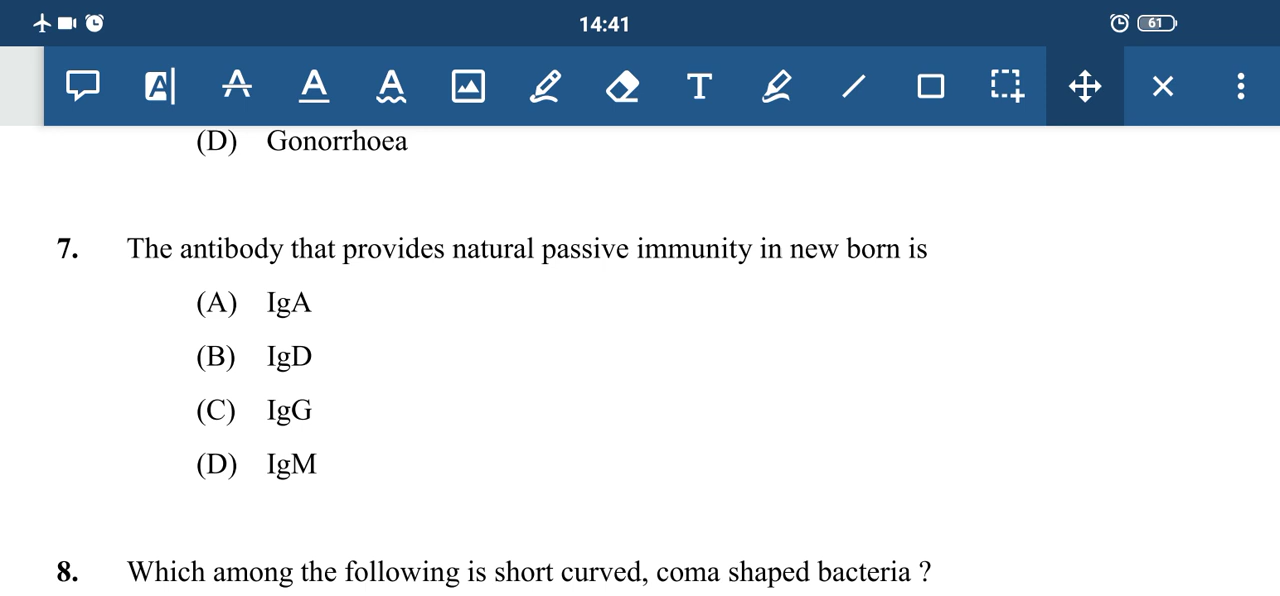 14:41
61
(D) Gonorrhoea
7. The antibody that provides natural passive immunity in new born is
(A) IgA
(B) IgD
(C) IgG
(D) IgM
8. Which among the following is short curved, coma shaped bacteria ?